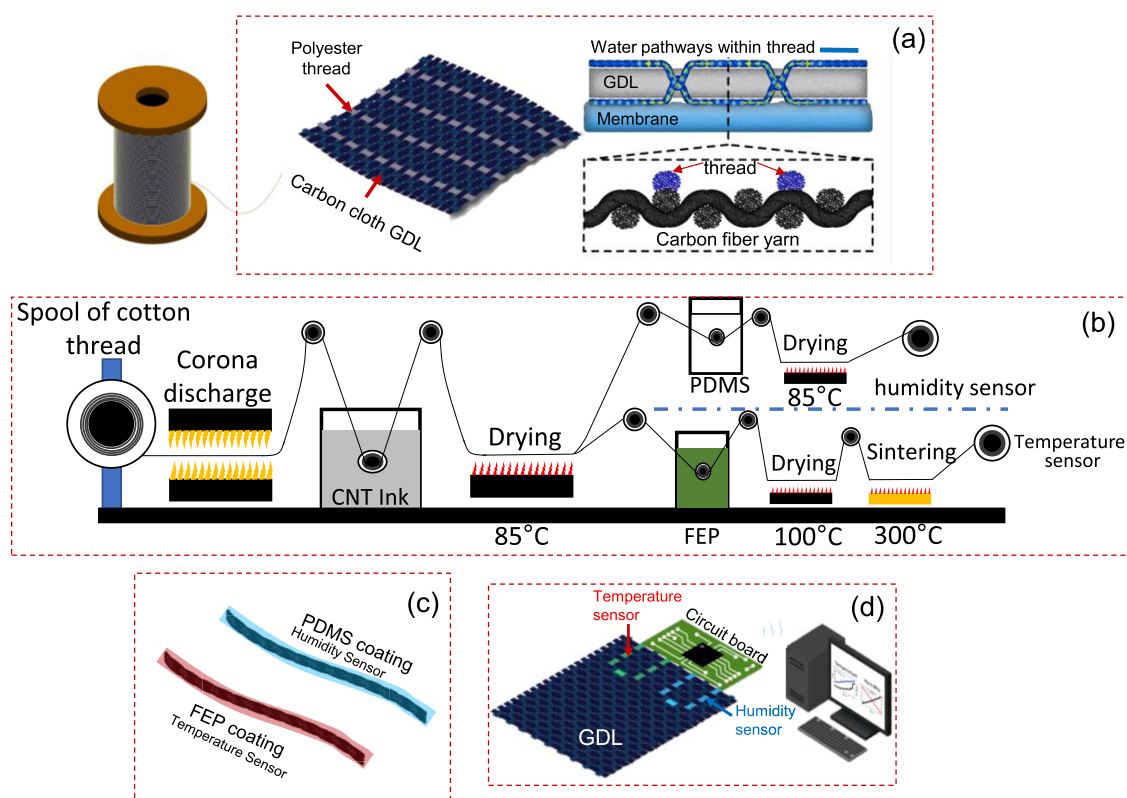 (a)
Polyester
thread
Carbon cloth GDL
Water pathways within thread
GDL
Membrane
thread
Carbon fiber yarn
(b)
Spool of cotton
thread
Corona
discharge
CNT Ink
Drying
85°C
PDMS
Drying
85°C
humidity sensor
FEP
Drying
100°C
Sintering
300°C
Temperature
sensor
(c)
PDMS coating
Humidity Sensor
FEP coating
Temperature Sensor
(d)
Temperature
sensor
Circuit board
GDL
Humidity
sensor
Temperature
Humidity